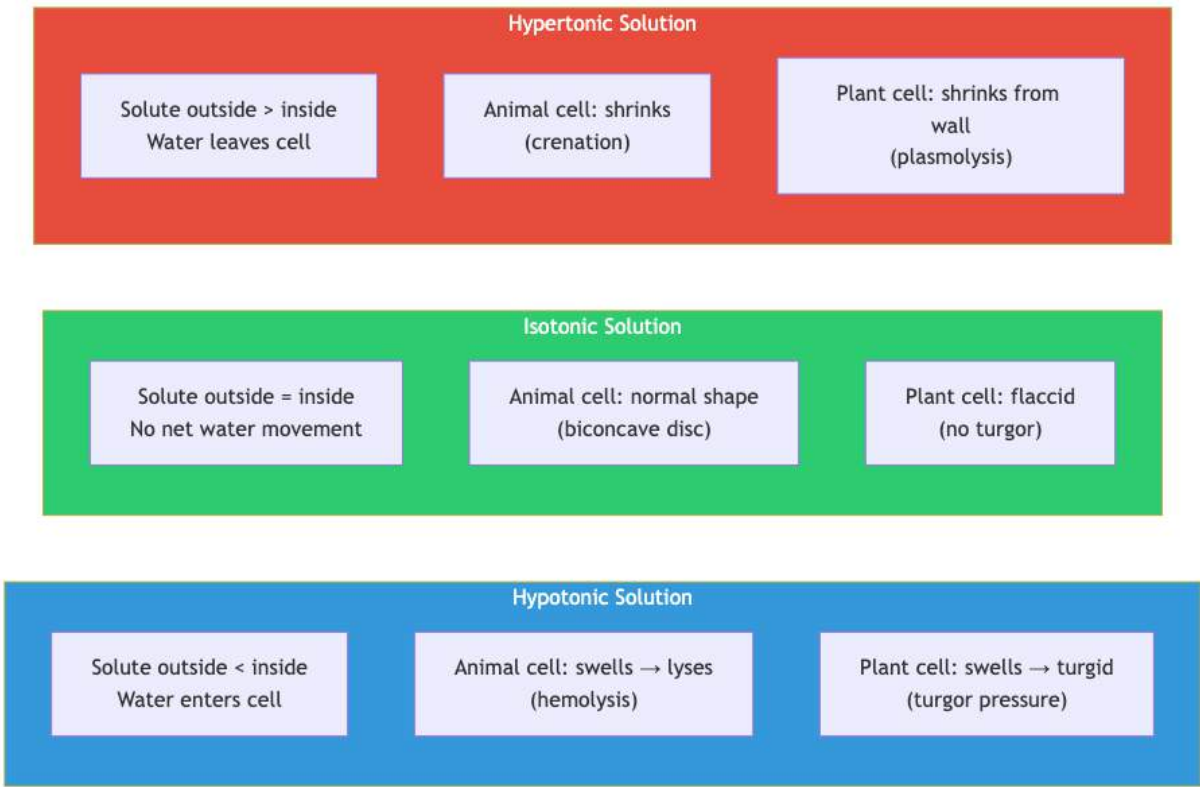 Hypertonic Solution
Solute outside > inside
Water leaves cell
Animal cell: shrinks
(crenation)
Plant cell: shrinks from
wall
(plasmolysis)
Isotonic Solution
Solute outside = inside
No net water movement
Animal cell: normal shape
(biconcave disc)
Plant cell: flaccid
(no turgor)
Hypotonic Solution
Solute outside < inside
Water enters cell
Animal cell: swells → lyses
(hemolysis)
Plant cell: swells → turgid
(turgor pressure)